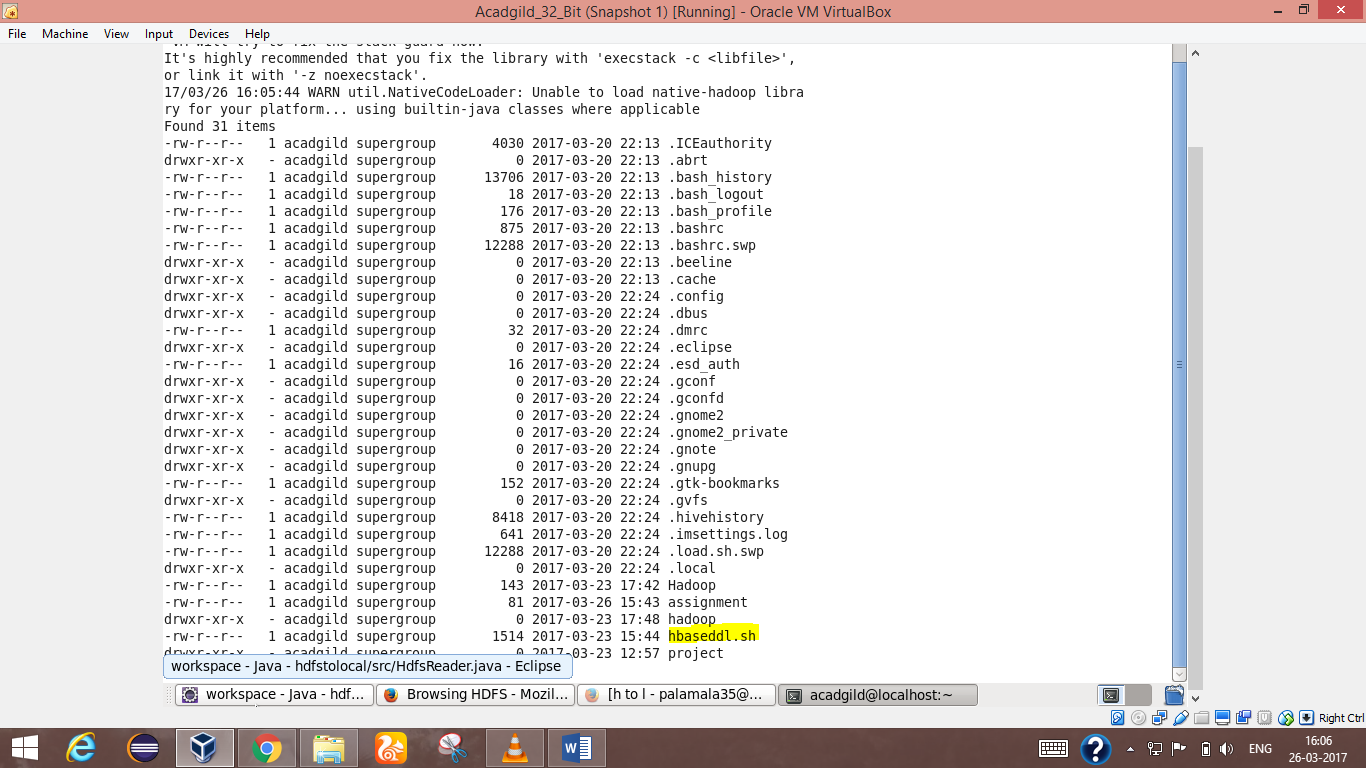 Acadgild_32_Bit (Snapshot 1) [Running] - Oracle VM VirtualBox
File Machine View Input Devices Help
will try to fix the stack guard now.
It's highly recommended that you fix the library with 'execstack -c <libfile>',
or link it with '-z noexecstack'.
17/03/26 16:05:44 WARN util.NativeCodeLoader: Unable to load native-hadoop libra
ry for your platform... using builtin-java classes where applicable
Found 31 items
-rw-r--r--   1 acadgild supergroup       4030 2017-03-20 22:13 .ICEauthority
drwxr-xr-x   - acadgild supergroup          0 2017-03-20 22:13 .abrt
-rw-r--r--   1 acadgild supergroup      13706 2017-03-20 22:13 .bash_history
-rw-r--r--   1 acadgild supergroup         18 2017-03-20 22:13 .bash_logout
-rw-r--r--   1 acadgild supergroup        176 2017-03-20 22:13 .bash_profile
-rw-r--r--   1 acadgild supergroup        875 2017-03-20 22:13 .bashrc
-rw-r--r--   1 acadgild supergroup      12288 2017-03-20 22:13 .bashrc.swp
drwxr-xr-x   - acadgild supergroup          0 2017-03-20 22:13 .beeline
drwxr-xr-x   - acadgild supergroup          0 2017-03-20 22:13 .cache
drwxr-xr-x   - acadgild supergroup          0 2017-03-20 22:24 .config
drwxr-xr-x   - acadgild supergroup          0 2017-03-20 22:24 .dbus
-rw-r--r--   1 acadgild supergroup         32 2017-03-20 22:24 .dmrc
drwxr-xr-x   - acadgild supergroup          0 2017-03-20 22:24 .eclipse
-rw-r--r--   1 acadgild supergroup         16 2017-03-20 22:24 .esd_auth
drwxr-xr-x   - acadgild supergroup          0 2017-03-20 22:24 .gconf
drwxr-xr-x   - acadgild supergroup          0 2017-03-20 22:24 .gconfd
drwxr-xr-x   - acadgild supergroup          0 2017-03-20 22:24 .gnome2
drwxr-xr-x   - acadgild supergroup          0 2017-03-20 22:24 .gnome2_private
drwxr-xr-x   - acadgild supergroup          0 2017-03-20 22:24 .gnote
drwxr-xr-x   - acadgild supergroup          0 2017-03-20 22:24 .gnupg
-rw-r--r--   1 acadgild supergroup        152 2017-03-20 22:24 .gtk-bookmarks
drwxr-xr-x   - acadgild supergroup          0 2017-03-20 22:24 .gvfs
-rw-r--r--   1 acadgild supergroup       8418 2017-03-20 22:24 .hivehistory
-rw-r--r--   1 acadgild supergroup        641 2017-03-20 22:24 .imsettings.log
-rw-r--r--   1 acadgild supergroup      12288 2017-03-20 22:24 .load.sh.swp
drwxr-xr-x   - acadgild supergroup          0 2017-03-20 22:24 .local
-rw-r--r--   1 acadgild supergroup        143 2017-03-23 17:42 Hadoop
-rw-r--r--   1 acadgild supergroup         81 2017-03-26 15:43 assignment
drwxr-xr-x   - acadgild supergroup          0 2017-03-23 17:48 hadoop
-rw-r--r--   1 acadgild supergroup       1514 2017-03-23 15:44 hbaseddl.sh
drwxr-xr-x   - acadgild supergroup          0 2017-03-23 12:57 project
workspace - Java - hdfstolocal/src/HdfsReader.java - Eclipse
workspace - Java - hdf... Browsing HDFS - Mozil... [h to l - palamala35@... acadgild@localhost:~
Right Ctrl
ENG 16:06
26-03-2017